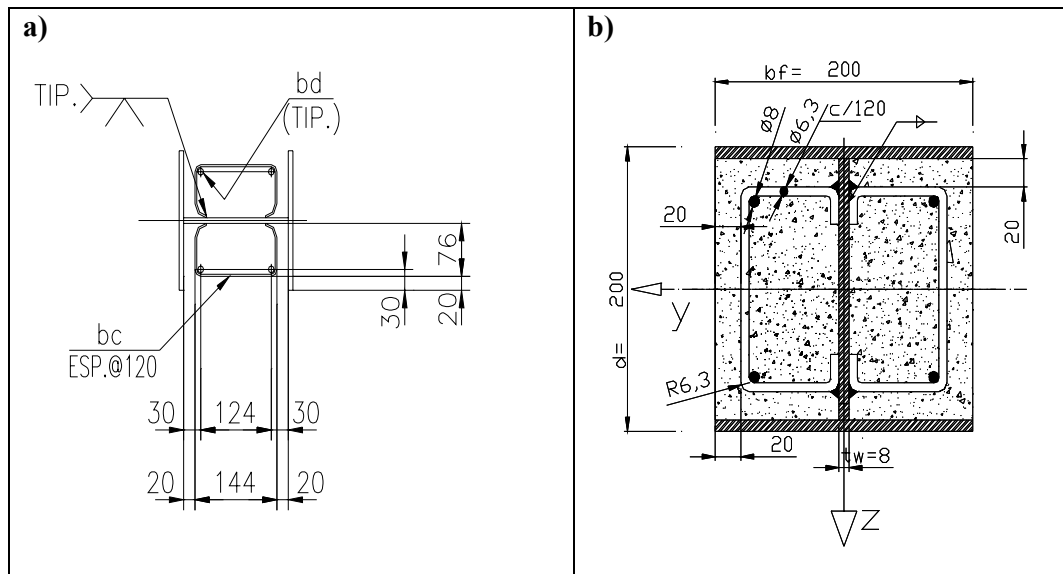 a)
TIP.
bd
(TIP.)
76
30
20
bc
ESP.@120
30 124 30
20 144 20
b)
bf= 200
Ø8
Ø6,3
c/120
20
20
d= 200
y
R6,3
20
tw=8
z